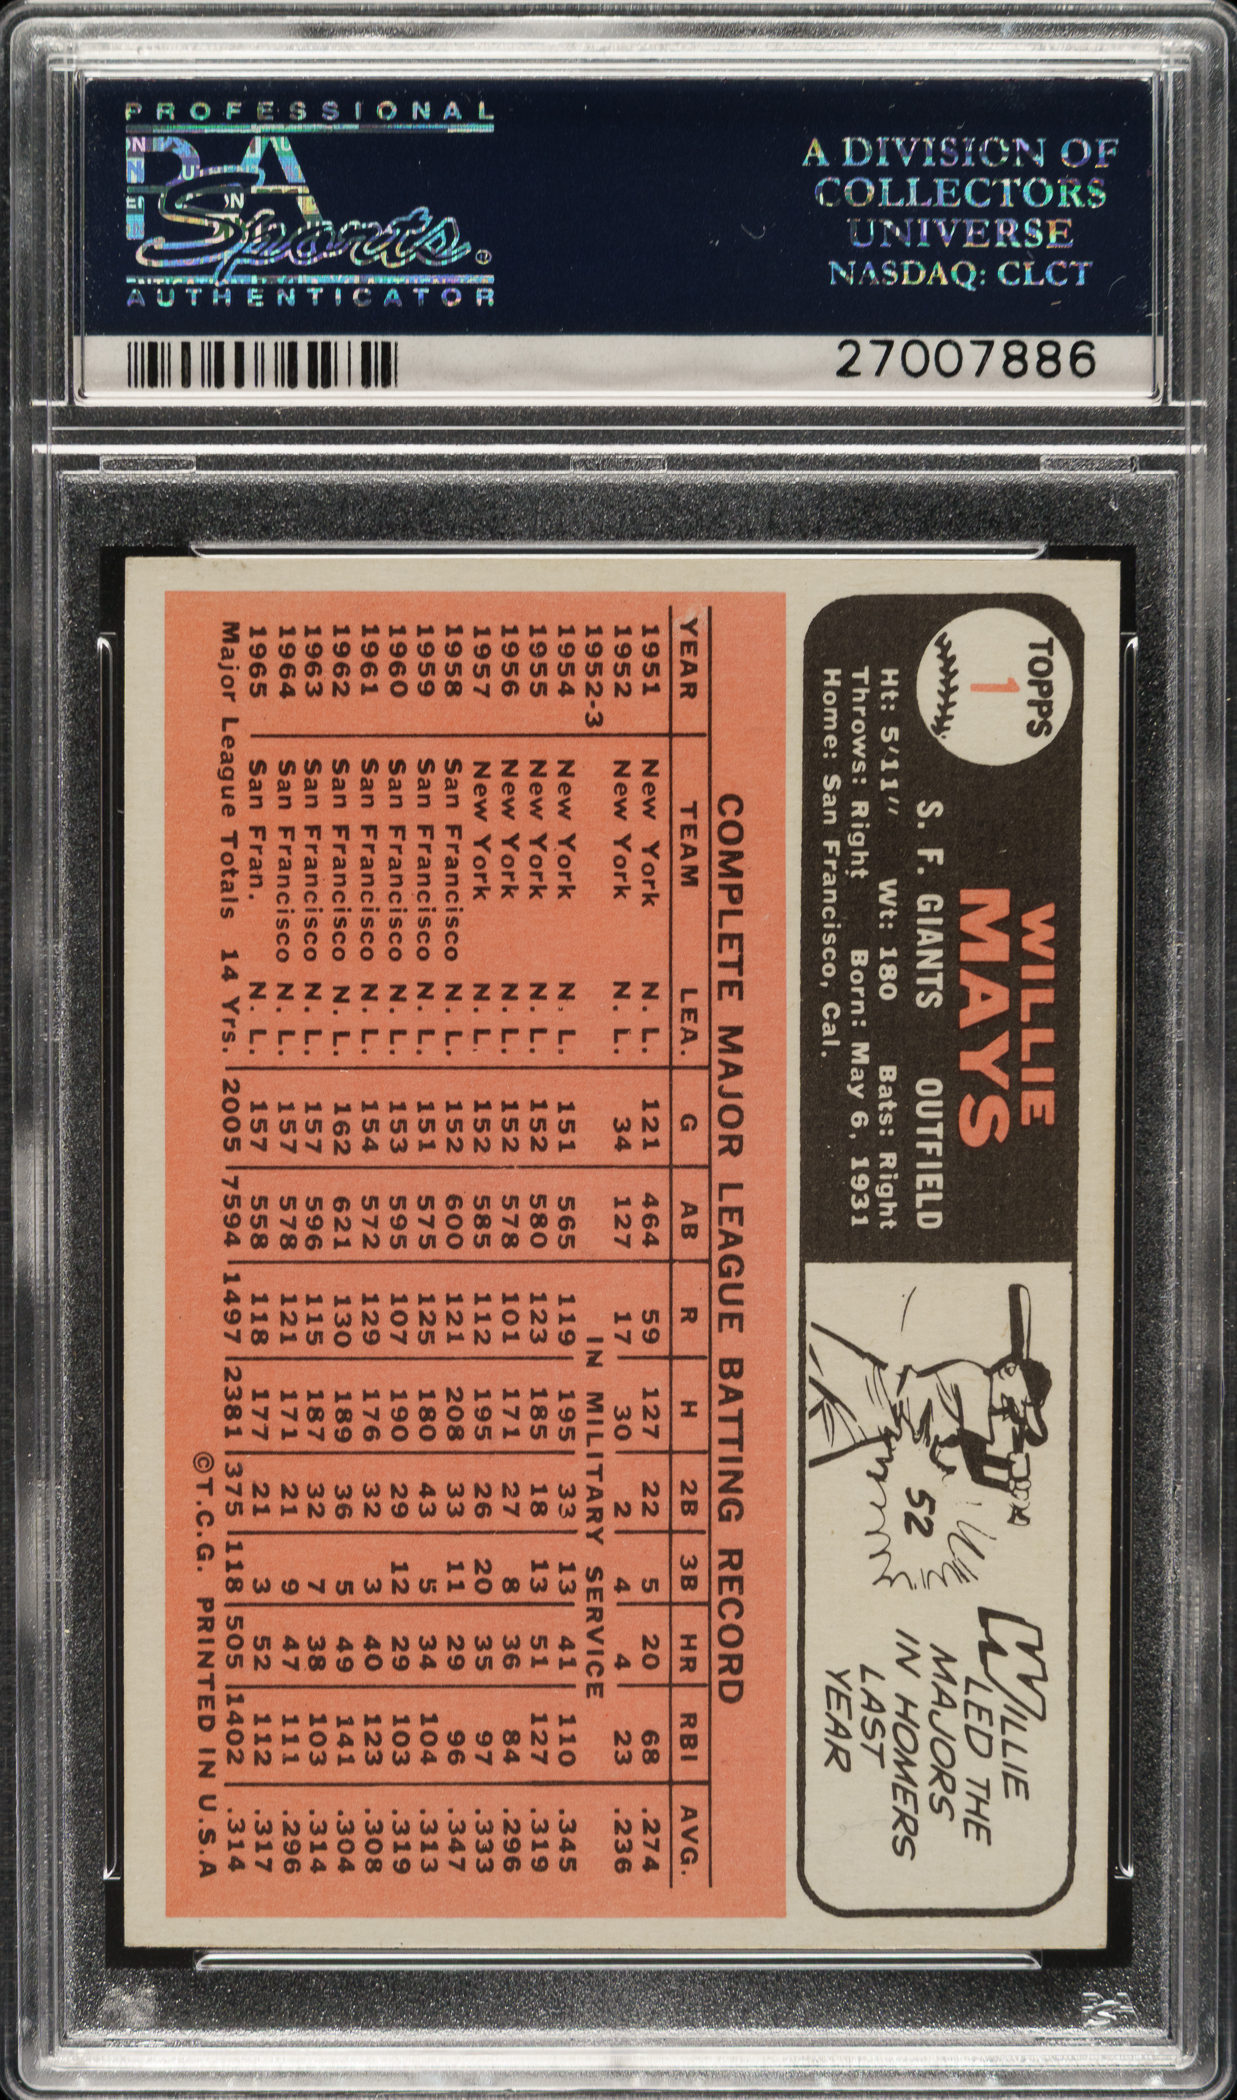 PROFESSIONAL
PSA
Sports
AUTHENTICATOR
A DIVISION OF
COLLECTORS
UNIVERSE
NASDAQ: CLCT
27007886
TOPPS
1
WILLIE
MAYS
S. F. GIANTS OUTFIELD
Ht: 5'11" Wt: 180 Bats: Right
Throws: Right Born: May 6, 1931
Home: San Francisco, Cal.
52
WILLIE
LED THE
MAJORS
IN HOMERS
LAST
YEAR
COMPLETE MAJOR LEAGUE BATTING RECORD
YEAR TEAM LEA. G AB R H 2B 3B HR RBI AVG.
1951 New York N. L. 121 464 59 127 22 5 20 68 .274
1952 New York N. L. 34 127 17 30 2 4 4 23 .236
1952-3 IN MILITARY SERVICE
1954 New York N. L. 151 565 119 195 33 13 41 110 .345
1955 New York N. L. 152 580 123 185 18 13 51 127 .319
1956 New York N. L. 152 578 101 171 27 8 36 84 .296
1957 New York N. L. 152 585 112 195 26 20 35 97 .333
1958 San Francisco N. L. 152 600 121 208 33 11 29 96 .347
1959 San Francisco N. L. 151 575 125 180 43 5 34 104 .313
1960 San Francisco N. L. 153 595 107 190 29 12 29 103 .319
1961 San Francisco N. L. 154 572 129 176 32 3 40 123 .308
1962 San Francisco N. L. 162 621 130 189 36 5 49 141 .304
1963 San Francisco N. L. 157 596 115 187 32 7 38 103 .314
1964 San Francisco N. L. 157 578 121 171 21 9 47 111 .296
1965 San Fran. N. L. 157 558 118 177 21 3 52 112 .317
Major League Totals 14 Yrs. 2005 7594 1497 2381 375 118 505 1402 .314
©T.C.G. PRINTED IN U.S.A